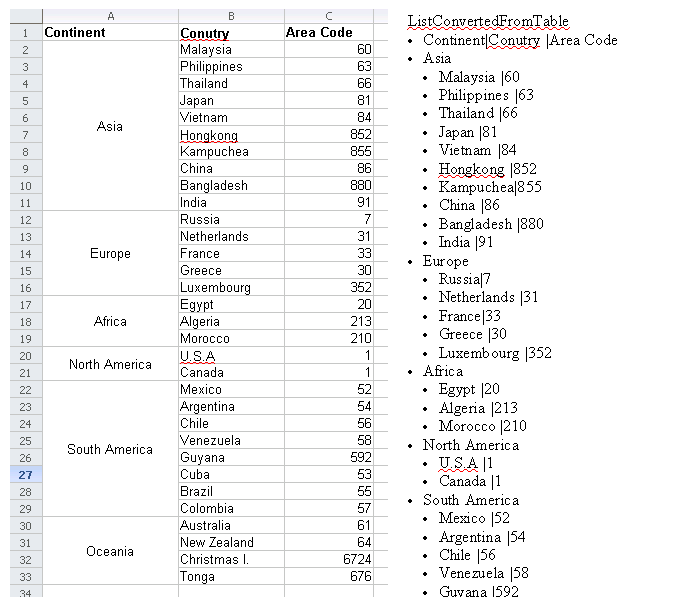 A B C
1 Continent Conutry Area Code
2 Malaysia 60
3 Philippines 63
4 Thailand 66
5 Japan 81
6 Vietnam 84
Asia
7 Hongkong 852
8 Kampuchea 855
9 China 86
10 Bangladesh 880
11 India 91
12 Russia 7
13 Netherlands 31
14 Europe France 33
15 Greece 30
16 Luxembourg 352
17 Egypt 20
18 Africa Algeria 213
19 Morocco 210
20 U.S.A 1
North America
21 Canada 1
22 Mexico 52
23 Argentina 54
24 Chile 56
25 Venezuela 58
South America
26 Guyana 592
27 Cuba 53
28 Brazil 55
29 Colombia 57
30 Australia 61
31 New Zealand 64
Oceania
32 Christmas I. 6724
33 Tonga 676
34
ListConvertedFromTable
• Continent|Conutry |Area Code
• Asia
• Malaysia |60
• Philippines |63
• Thailand |66
• Japan |81
• Vietnam |84
• Hongkong |852
• Kampuchea|855
• China |86
• Bangladesh |880
• India |91
• Europe
• Russia|7
• Netherlands |31
• France|33
• Greece |30
• Luxembourg |352
• Africa
• Egypt |20
• Algeria |213
• Morocco |210
• North America
• U.S.A |1
• Canada |1
• South America
• Mexico |52
• Argentina |54
• Chile |56
• Venezuela |58
• Guyana |592